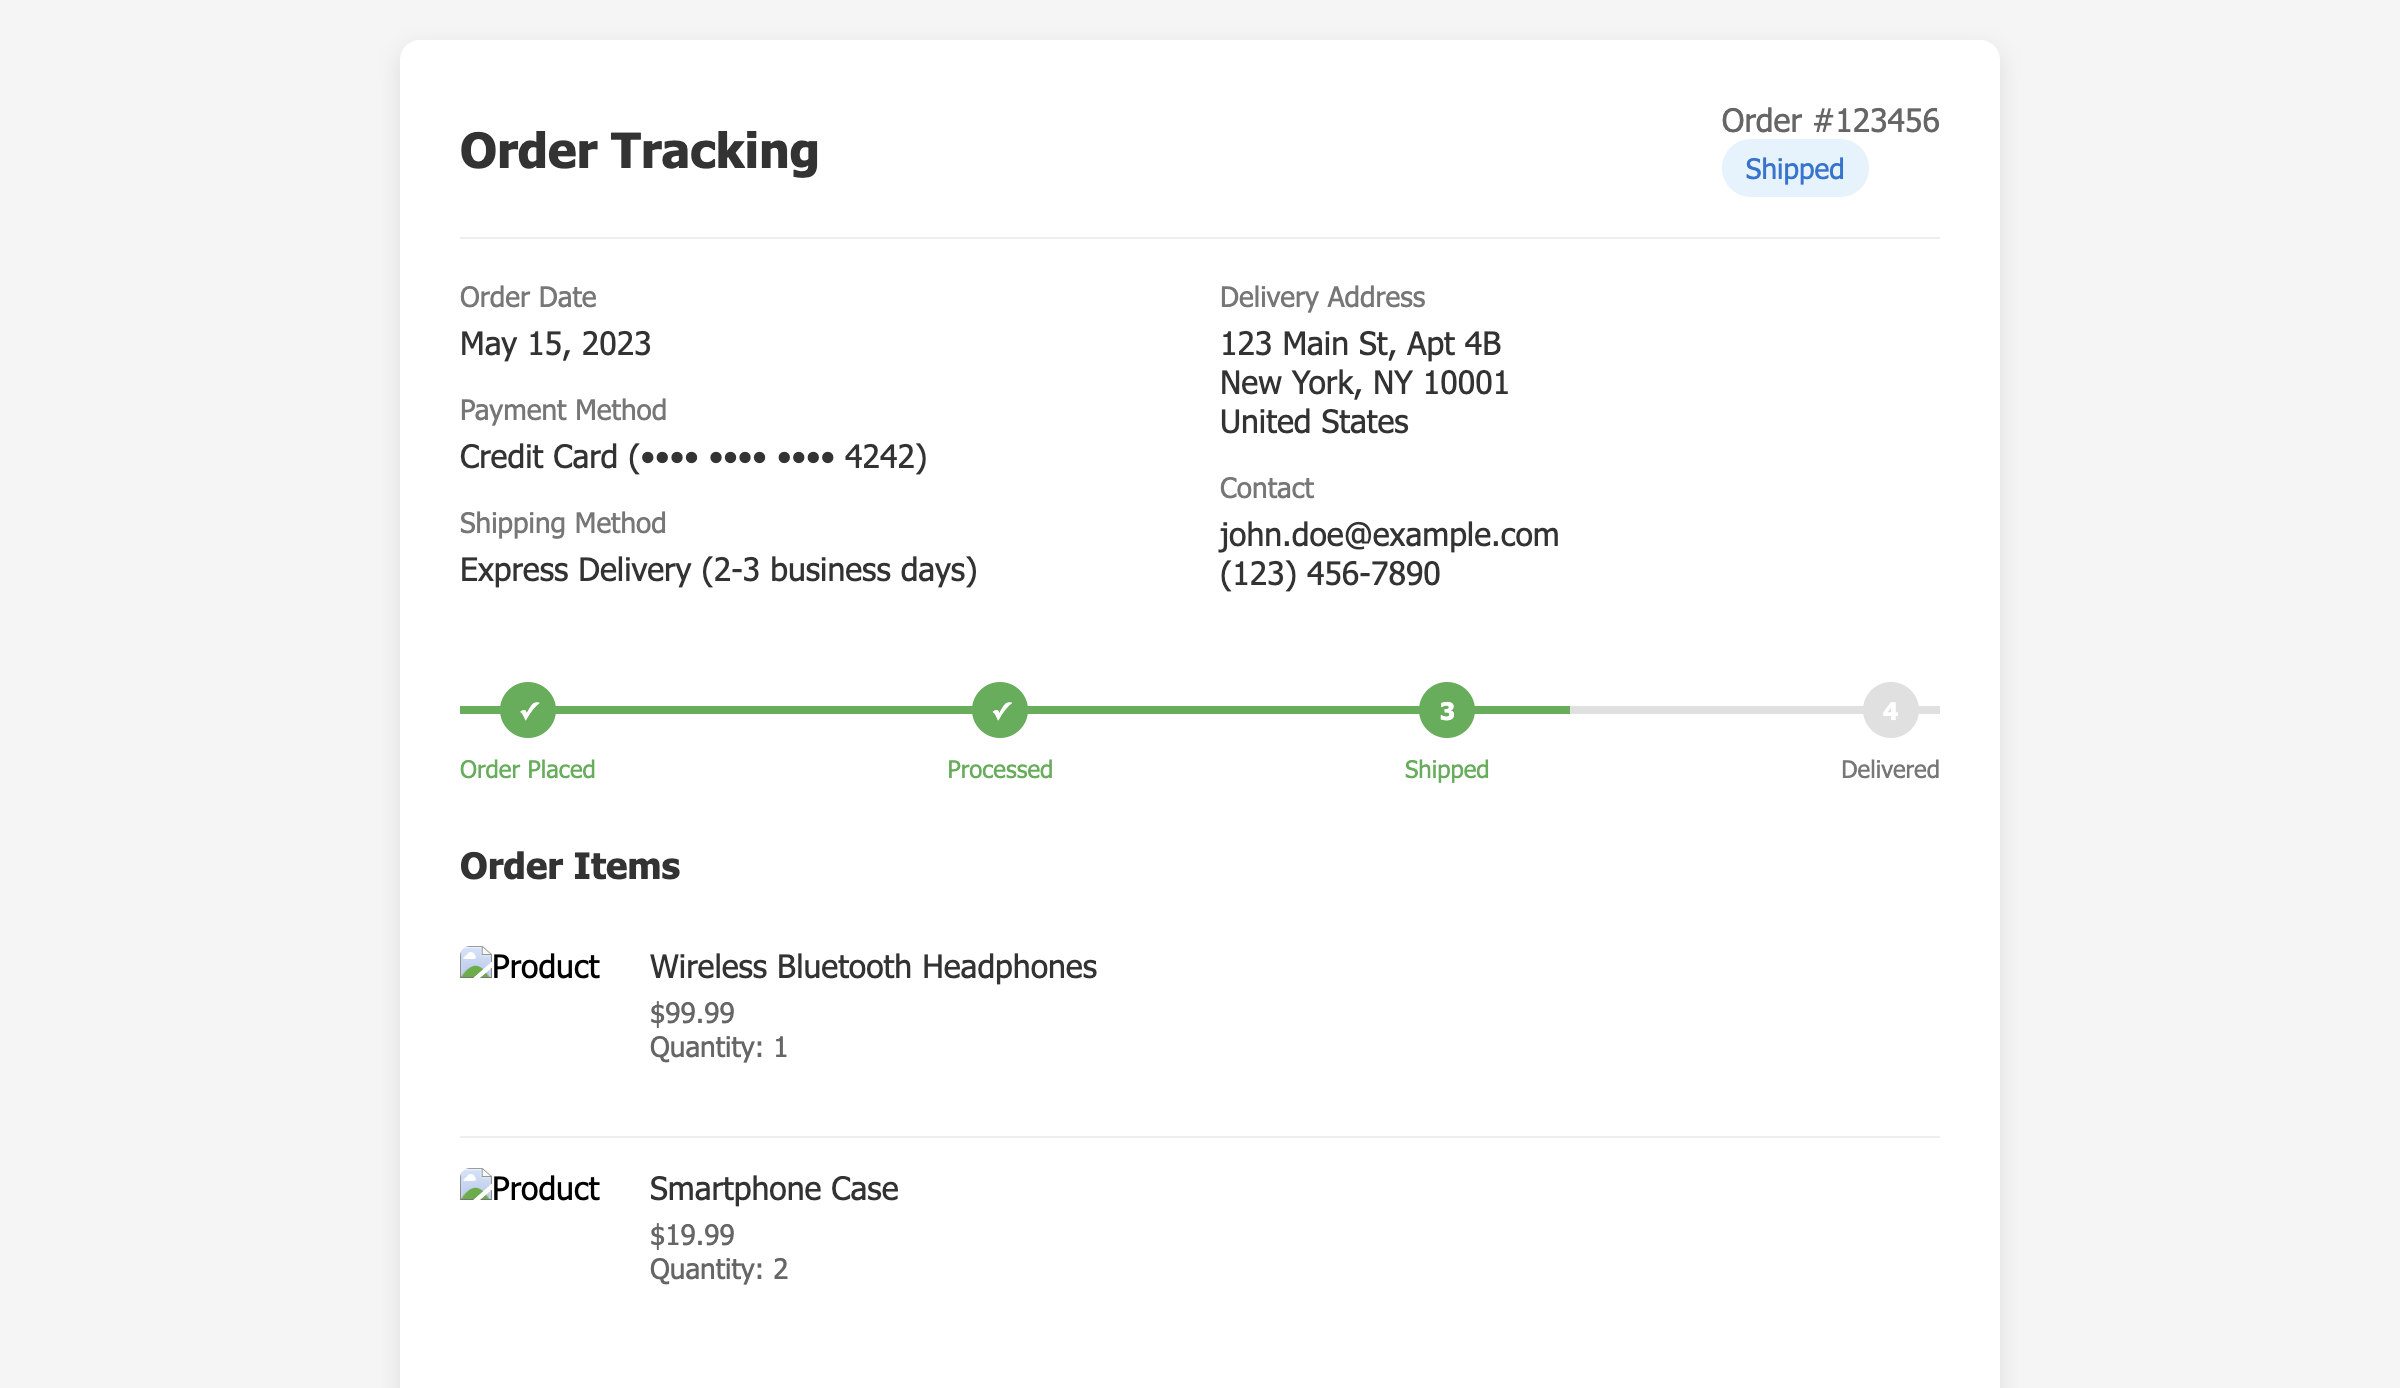 Order Tracking
Order #123456
Shipped
Order Date
May 15, 2023
Payment Method
Credit Card (•••• •••• •••• 4242)
Shipping Method
Express Delivery (2-3 business days)
Delivery Address
123 Main St, Apt 4B
New York, NY 10001
United States
Contact
john.doe@example.com
(123) 456-7890
✓
✓
3
4
Order Placed
Processed
Shipped
Delivered
Order Items
Product
Wireless Bluetooth Headphones
$99.99
Quantity: 1
Product
Smartphone Case
$19.99
Quantity: 2